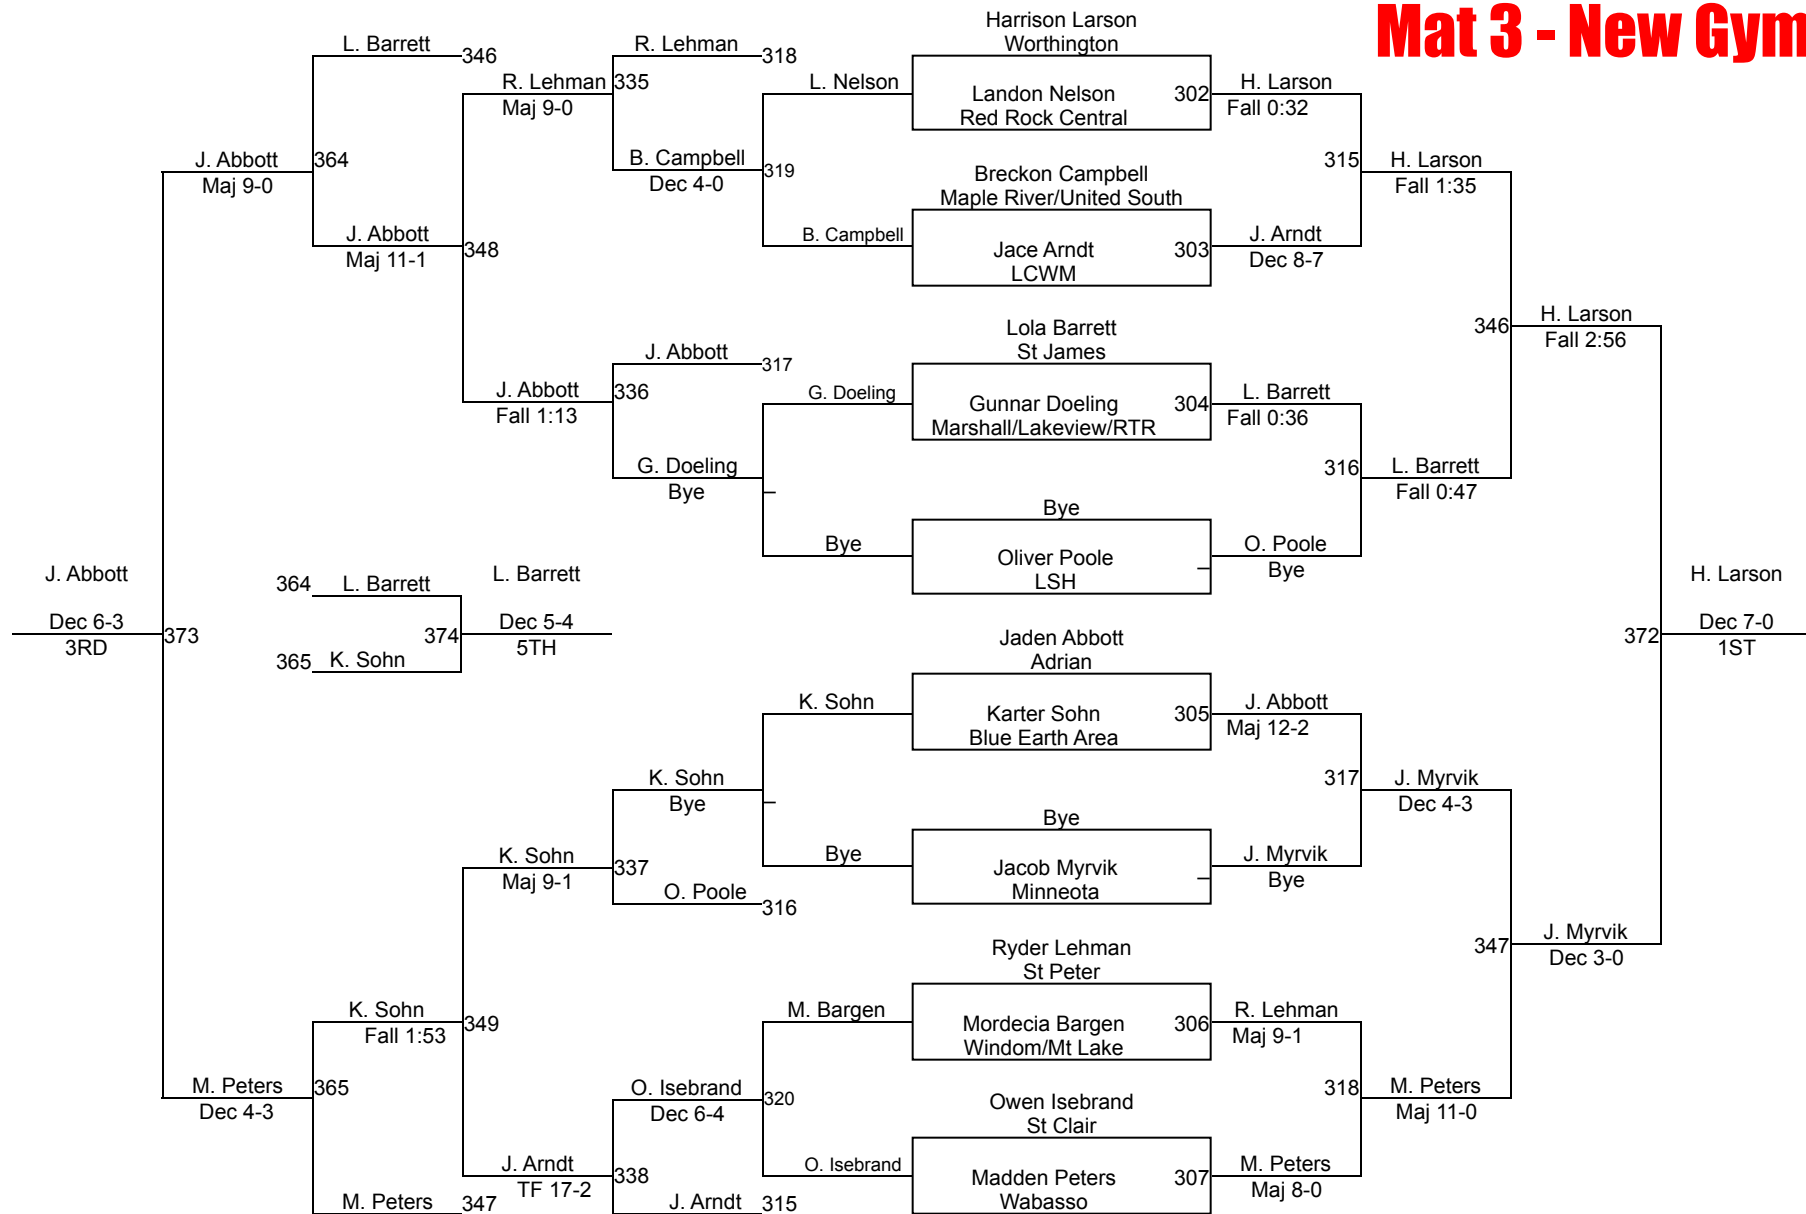 Mat 3 - New Gym
Harrison Larson
Worthington
L. Barrett
346
R. Lehman
318
R. Lehman
335
Maj 9-0
L. Nelson
Landon Nelson
Red Rock Central
302
H. Larson
Fall 0:32
J. Abbott
Maj 9-0
364
B. Campbell
Dec 4-0
319
Breckon Campbell
Maple River/United South
315
H. Larson
Fall 1:35
J. Abbott
Maj 11-1
348
B. Campbell
Jace Arndt
LCWM
303
J. Arndt
Dec 8-7
Lola Barrett
St James
346
H. Larson
Fall 2:56
J. Abbott
317
J. Abbott
Fall 1:13
336
G. Doeling
Gunnar Doeling
Marshall/Lakeview/RTR
304
L. Barrett
Fall 0:36
G. Doeling
Bye
–
316
L. Barrett
Fall 0:47
Bye
Bye
Oliver Poole
LSH
–
O. Poole
Bye
J. Abbott
Dec 6-3
3RD
373
364
L. Barrett
365
K. Sohn
374
L. Barrett
Dec 5-4
5TH
H. Larson
Dec 7-0
1ST
372
Jaden Abbott
Adrian
K. Sohn
Karter Sohn
Blue Earth Area
305
J. Abbott
Maj 12-2
K. Sohn
Bye
–
317
J. Myrvik
Dec 4-3
Bye
K. Sohn
Maj 9-1
337
O. Poole
316
Bye
Jacob Myrvik
Minneota
–
J. Myrvik
Bye
Ryder Lehman
St Peter
347
J. Myrvik
Dec 3-0
K. Sohn
Fall 1:53
349
M. Bargen
Mordecia Bargen
Windom/Mt Lake
306
R. Lehman
Maj 9-1
M. Peters
Dec 4-3
365
O. Isebrand
Dec 6-4
320
Owen Isebrand
St Clair
318
M. Peters
Maj 11-0
J. Arndt
TF 17-2
338
O. Isebrand
Madden Peters
Wabasso
307
M. Peters
Maj 8-0
M. Peters
347
J. Arndt
315